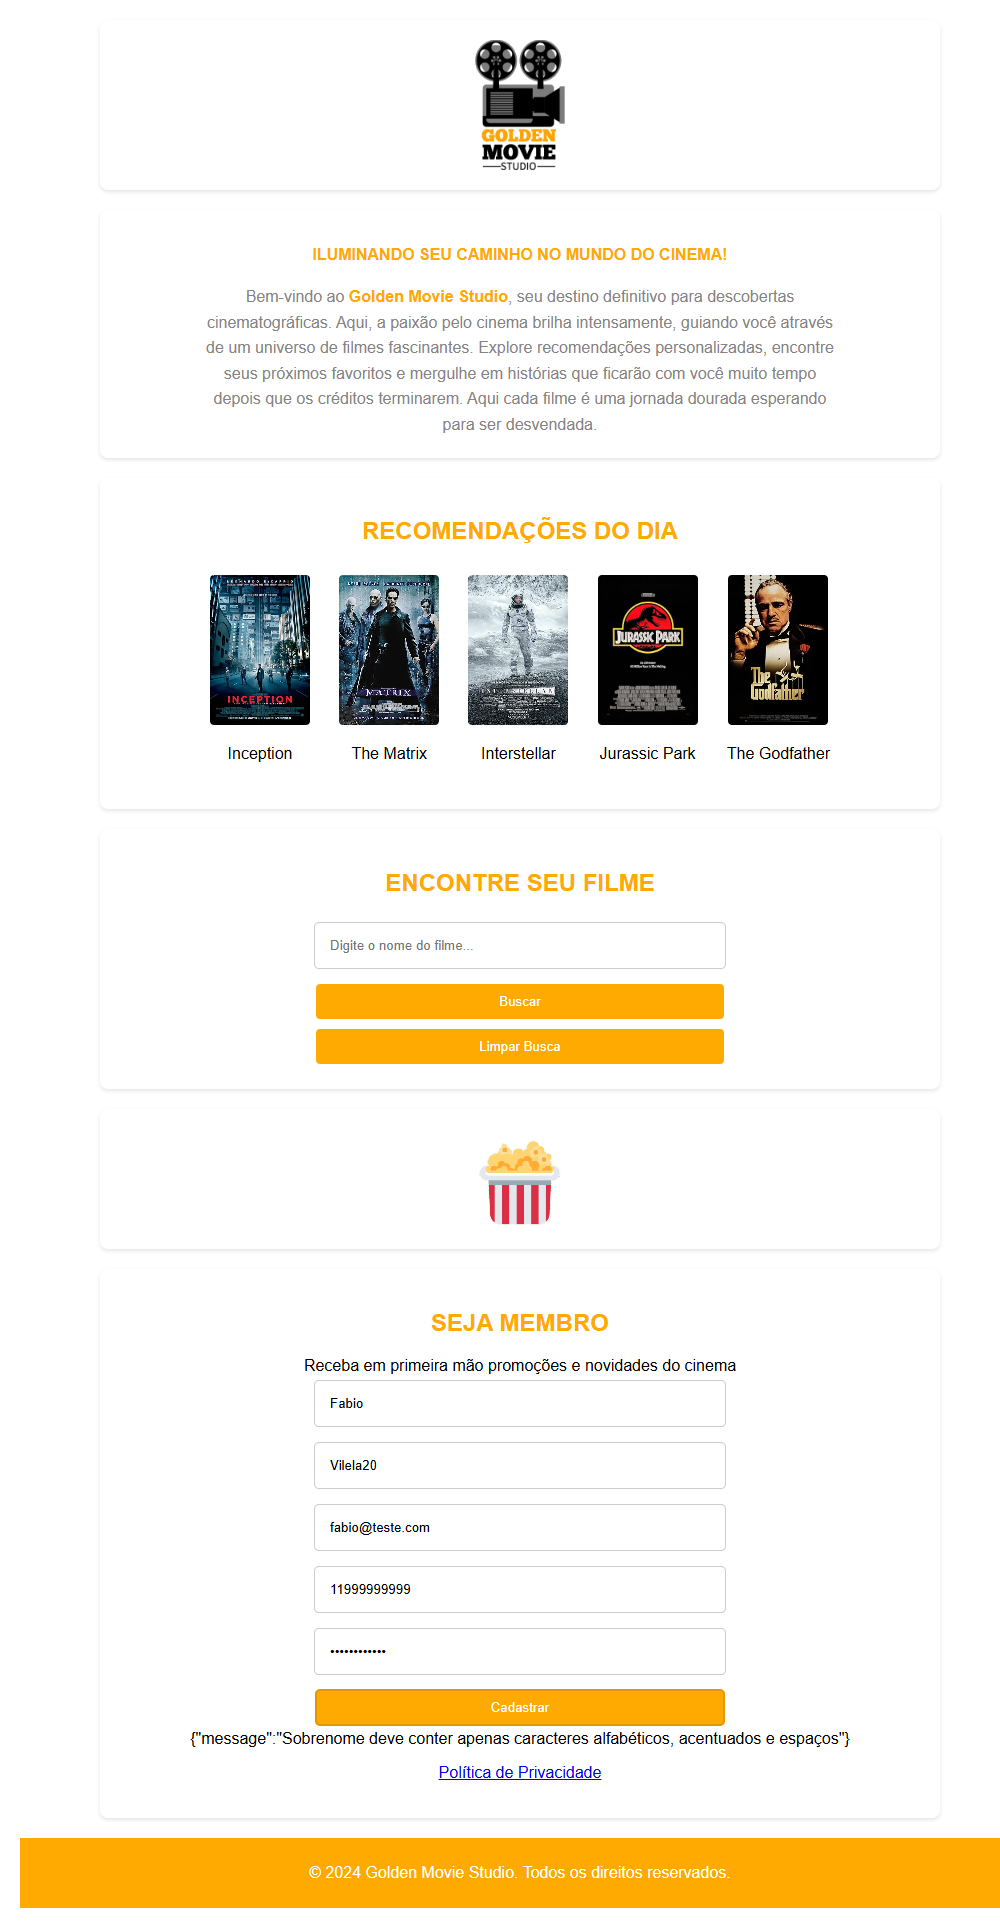 GOLDEN
MOVIE
STUDIO
ILUMINANDO SEU CAMINHO NO MUNDO DO CINEMA!
Bem-vindo ao Golden Movie Studio, seu destino definitivo para descobertas
cinematográficas. Aqui, a paixão pelo cinema brilha intensamente, guiando você através
de um universo de filmes fascinantes. Explore recomendações personalizadas, encontre
seus próximos favoritos e mergulhe em histórias que ficarão com você muito tempo
depois que os créditos terminarem. Aqui cada filme é uma jornada dourada esperando
para ser desvendada.
RECOMENDAÇÕES DO DIA
INCEPTION
MATRIX
INTERSTELLAR
JURASSIC PARK
The
Godfather
Inception
The Matrix
Interstellar
Jurassic Park
The Godfather
ENCONTRE SEU FILME
Digite o nome do filme...
Buscar
Limpar Busca
SEJA MEMBRO
Receba em primeira mão promoções e novidades do cinema
Fabio
Vilela20
fabio@teste.com
11999999999
••••••••••••
Cadastrar
{"message":"Sobrenome deve conter apenas caracteres alfabéticos, acentuados e espaços"}
Política de Privacidade
© 2024 Golden Movie Studio. Todos os direitos reservados.